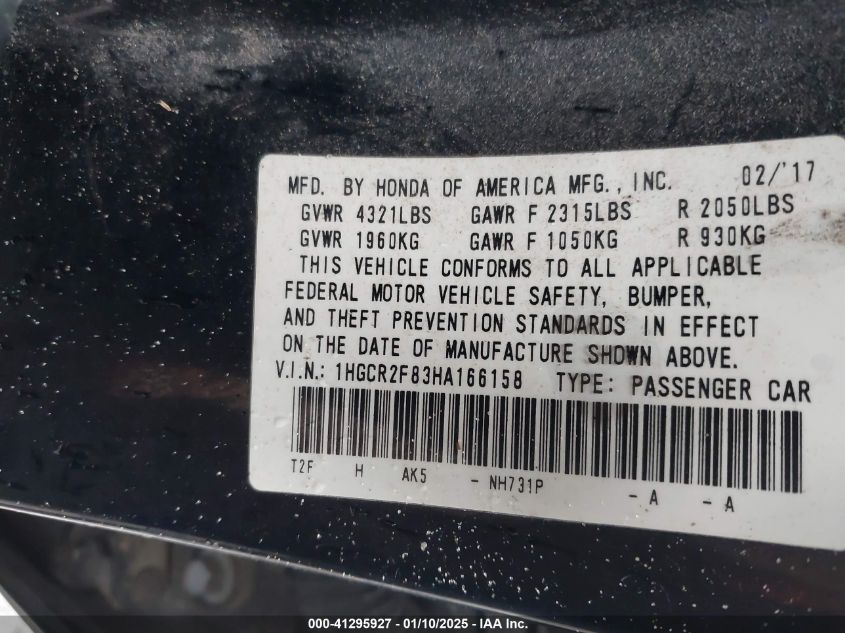 MFD. BY HONDA OF AMERICA MFG., INC. 02/'17
GVWR 4321LBS GAWR F 2315LBS R 2050LBS
GVWR 1960KG GAWR F 1050KG R 930KG
THIS VEHICLE CONFORMS TO ALL APPLICABLE
FEDERAL MOTOR VEHICLE SAFETY, BUMPER,
AND THEFT PREVENTION STANDARDS IN EFFECT
ON THE DATE OF MANUFACTURE SHOWN ABOVE.
V.I.N.: 1HGCR2F83HA166158 TYPE: PASSENGER CAR
T2F H AK5 - NH731P - A - A
000-41295927 - 01/10/2025 - IAA Inc.